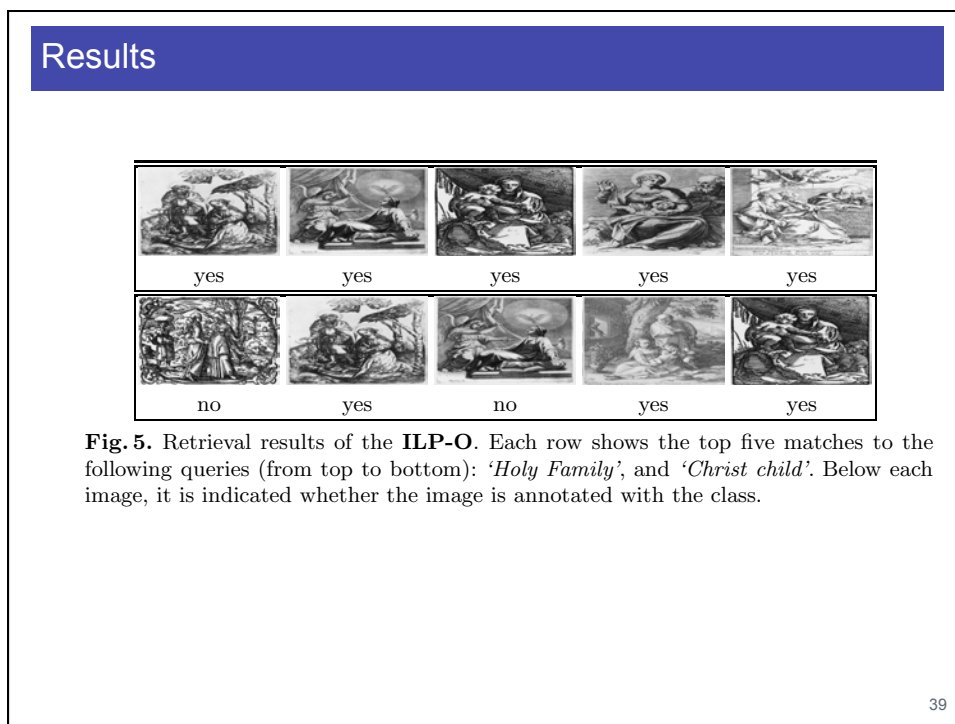 Results
yes yes yes yes yes
no yes no yes yes
Fig. 5. Retrieval results of the ILP-O. Each row shows the top five matches to the
following queries (from top to bottom): ‘Holy Family’, and ‘Christ child’. Below each
image, it is indicated whether the image is annotated with the class.
39